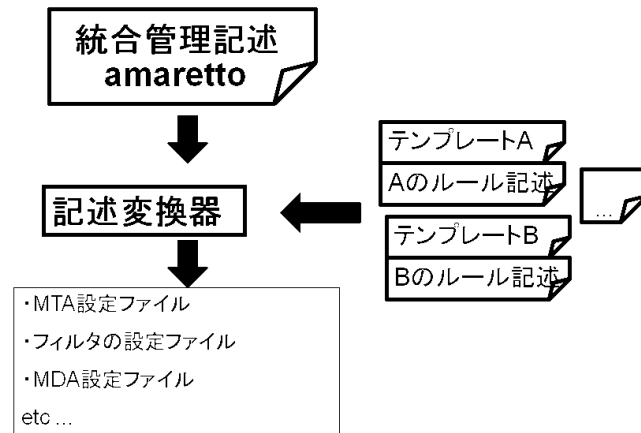 統合管理記述
amaretto
テンプレートA
Aのルール記述
...
記述変換器
テンプレートB
Bのルール記述
・MTA設定ファイル
・フィルタの設定ファイル
・MDA設定ファイル
etc ...